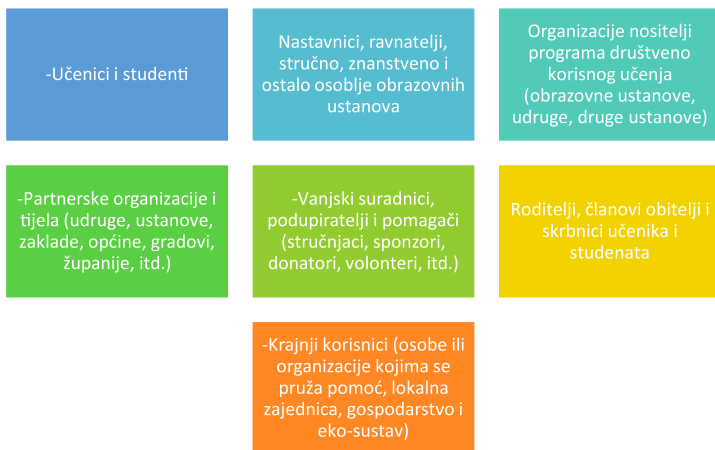 -Učenici i studenti
Nastavnici, ravnatelji,
stručno, znanstveno i
ostalo osoblje obrazovnih
ustanova
Organizacije nositelji
programa društveno
korisnog učenja
(obrazovne ustanove,
udruge, druge ustanove)
-Partnerske organizacije i
tijela (udruge, ustanove,
zaklade, općine, gradovi,
županije, itd.)
-Vanjski suradnici,
podupiratelji i pomagači
(stručnjaci, sponzori,
donatori, volonteri, itd.)
Roditelji, članovi obitelji i
skrbnici učenika i
studenata
-Krajnji korisnici (osobe ili
organizacije kojima se
pruža pomoć, lokalna
zajednica, gospodarstvo i
eko-sustav)